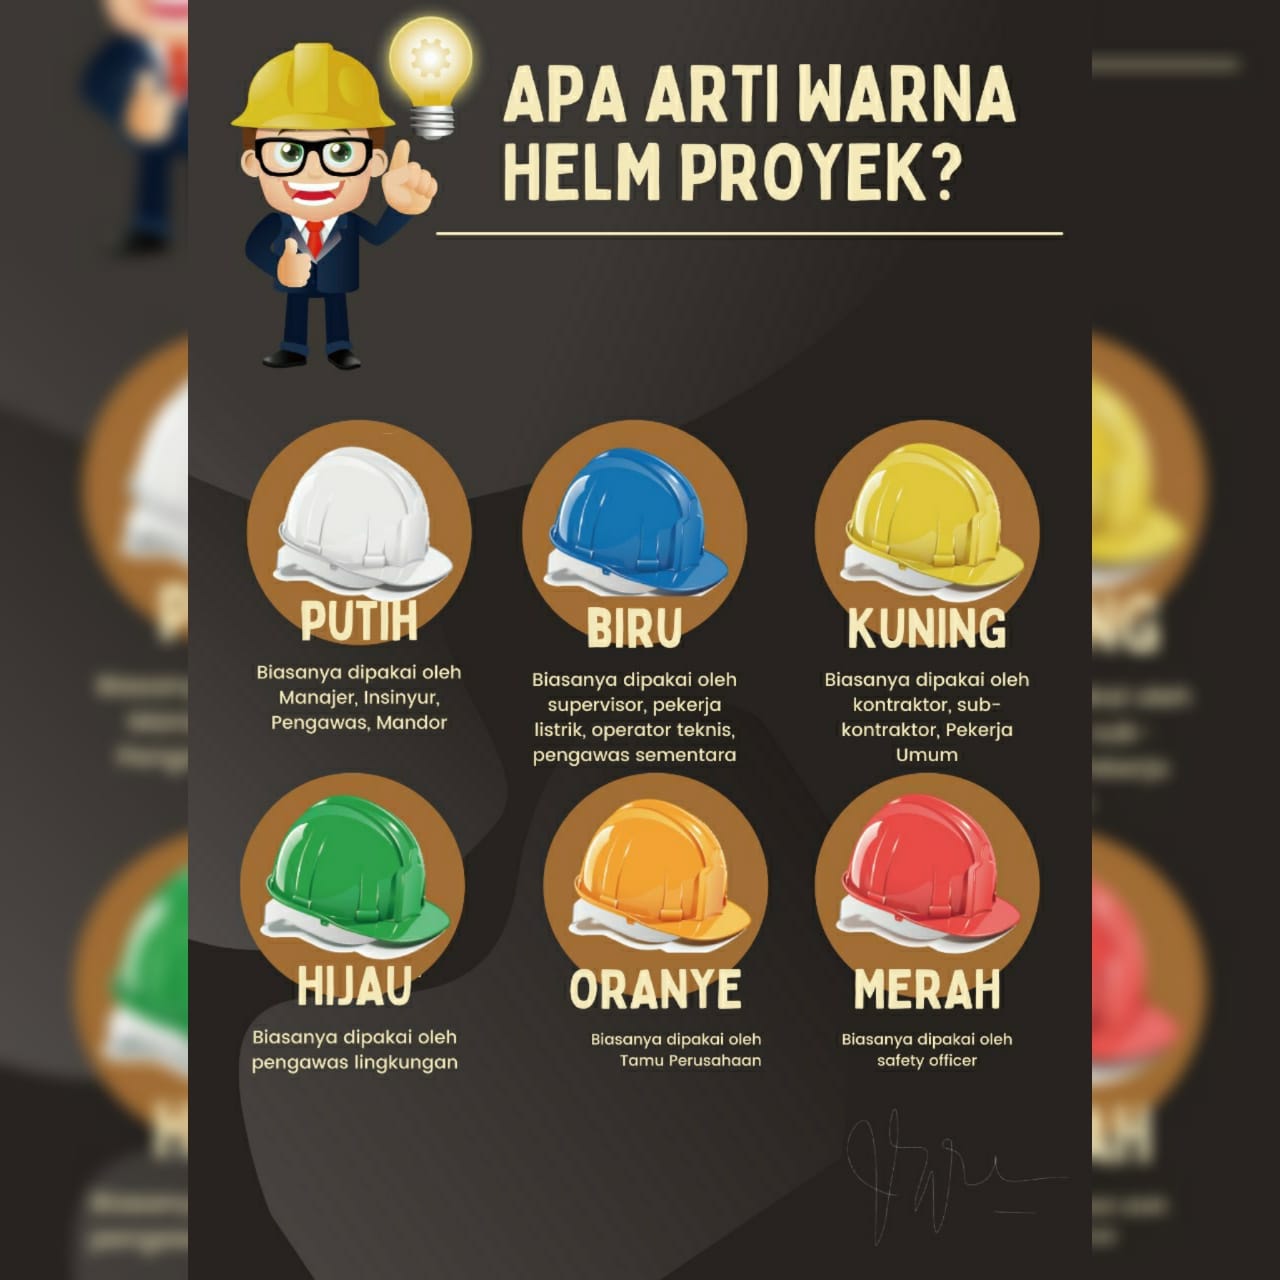 APA ARTI WARNA
HELM PROYEK?
PUTIH
Biasanya dipakai oleh
Manajer, Insinyur,
Pengawas, Mandor
BIRU
Biasanya dipakai oleh
supervisor, pekerja
listrik, operator teknis,
pengawas sementara
KUNING
Biasanya dipakai oleh
kontraktor, sub-
kontraktor, Pekerja
Umum
HIJAU
Biasanya dipakai oleh
pengawas lingkungan
ORANYE
Biasanya dipakai oleh
Tamu Perusahaan
MERAH
Biasanya dipakai oleh
safety officer